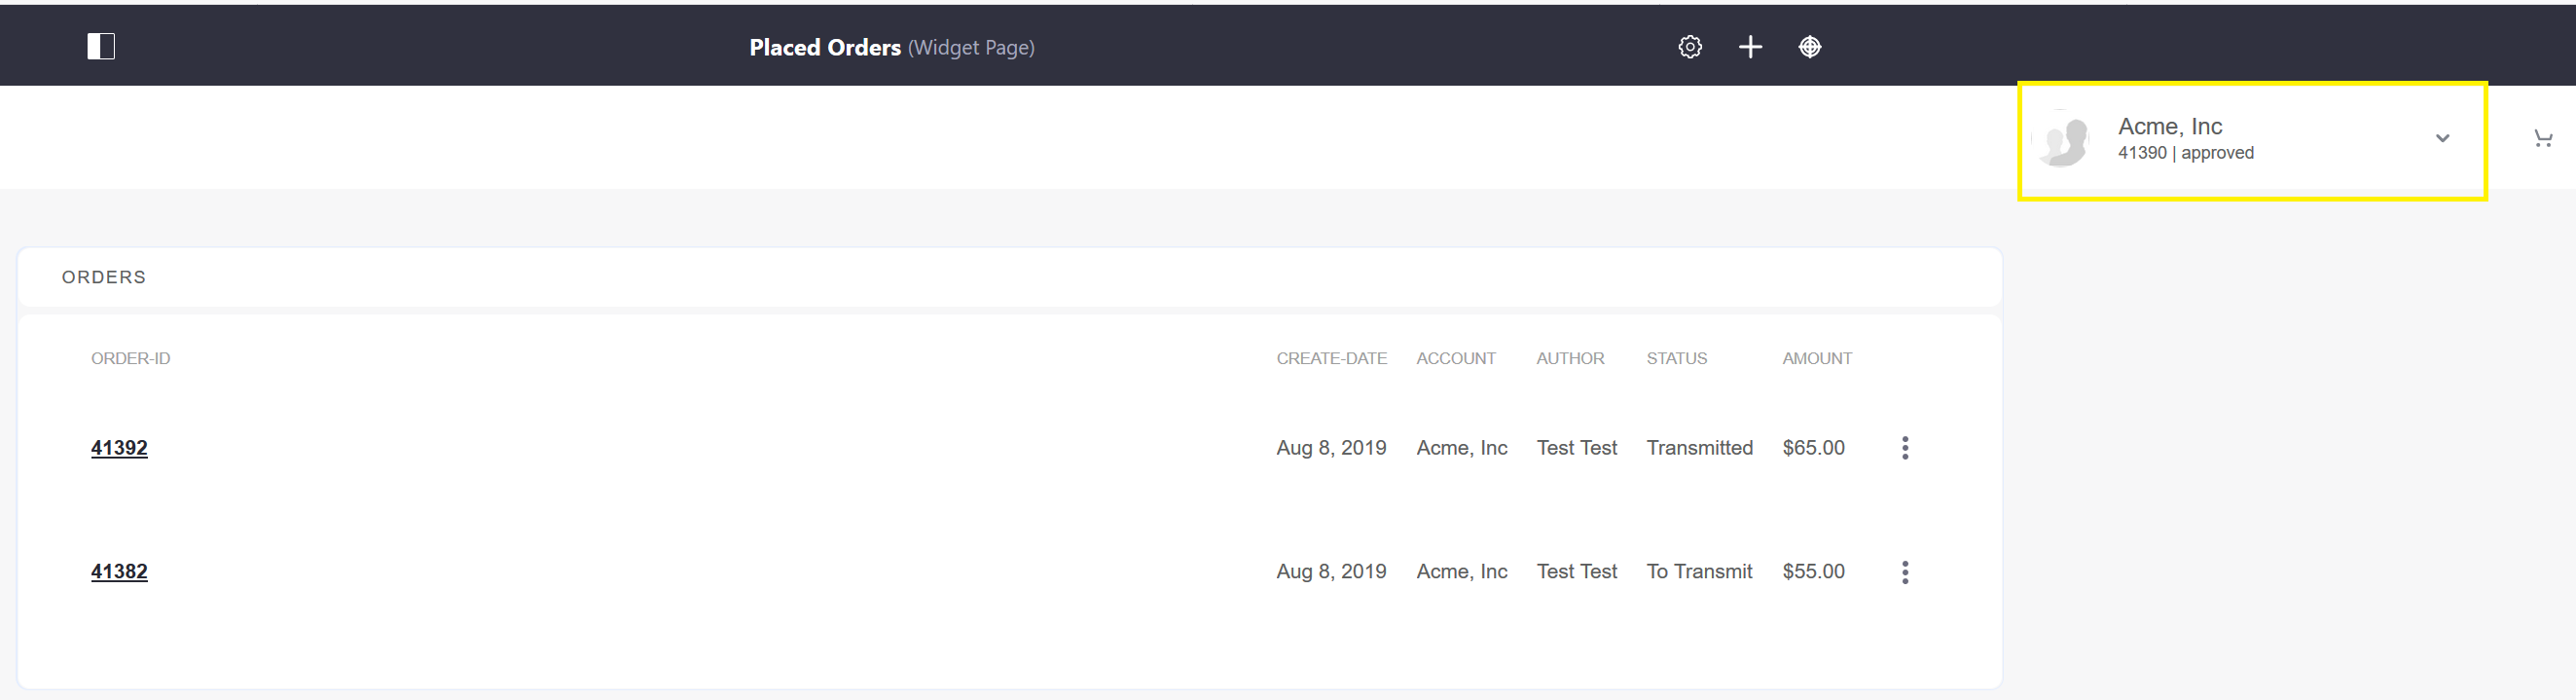 Placed Orders (Widget Page)
Acme, Inc
41390 | approved
ORDERS
ORDER-ID CREATE-DATE ACCOUNT AUTHOR STATUS AMOUNT
41392 Aug 8, 2019 Acme, Inc Test Test Transmitted $65.00
41382 Aug 8, 2019 Acme, Inc Test Test To Transmit $55.00